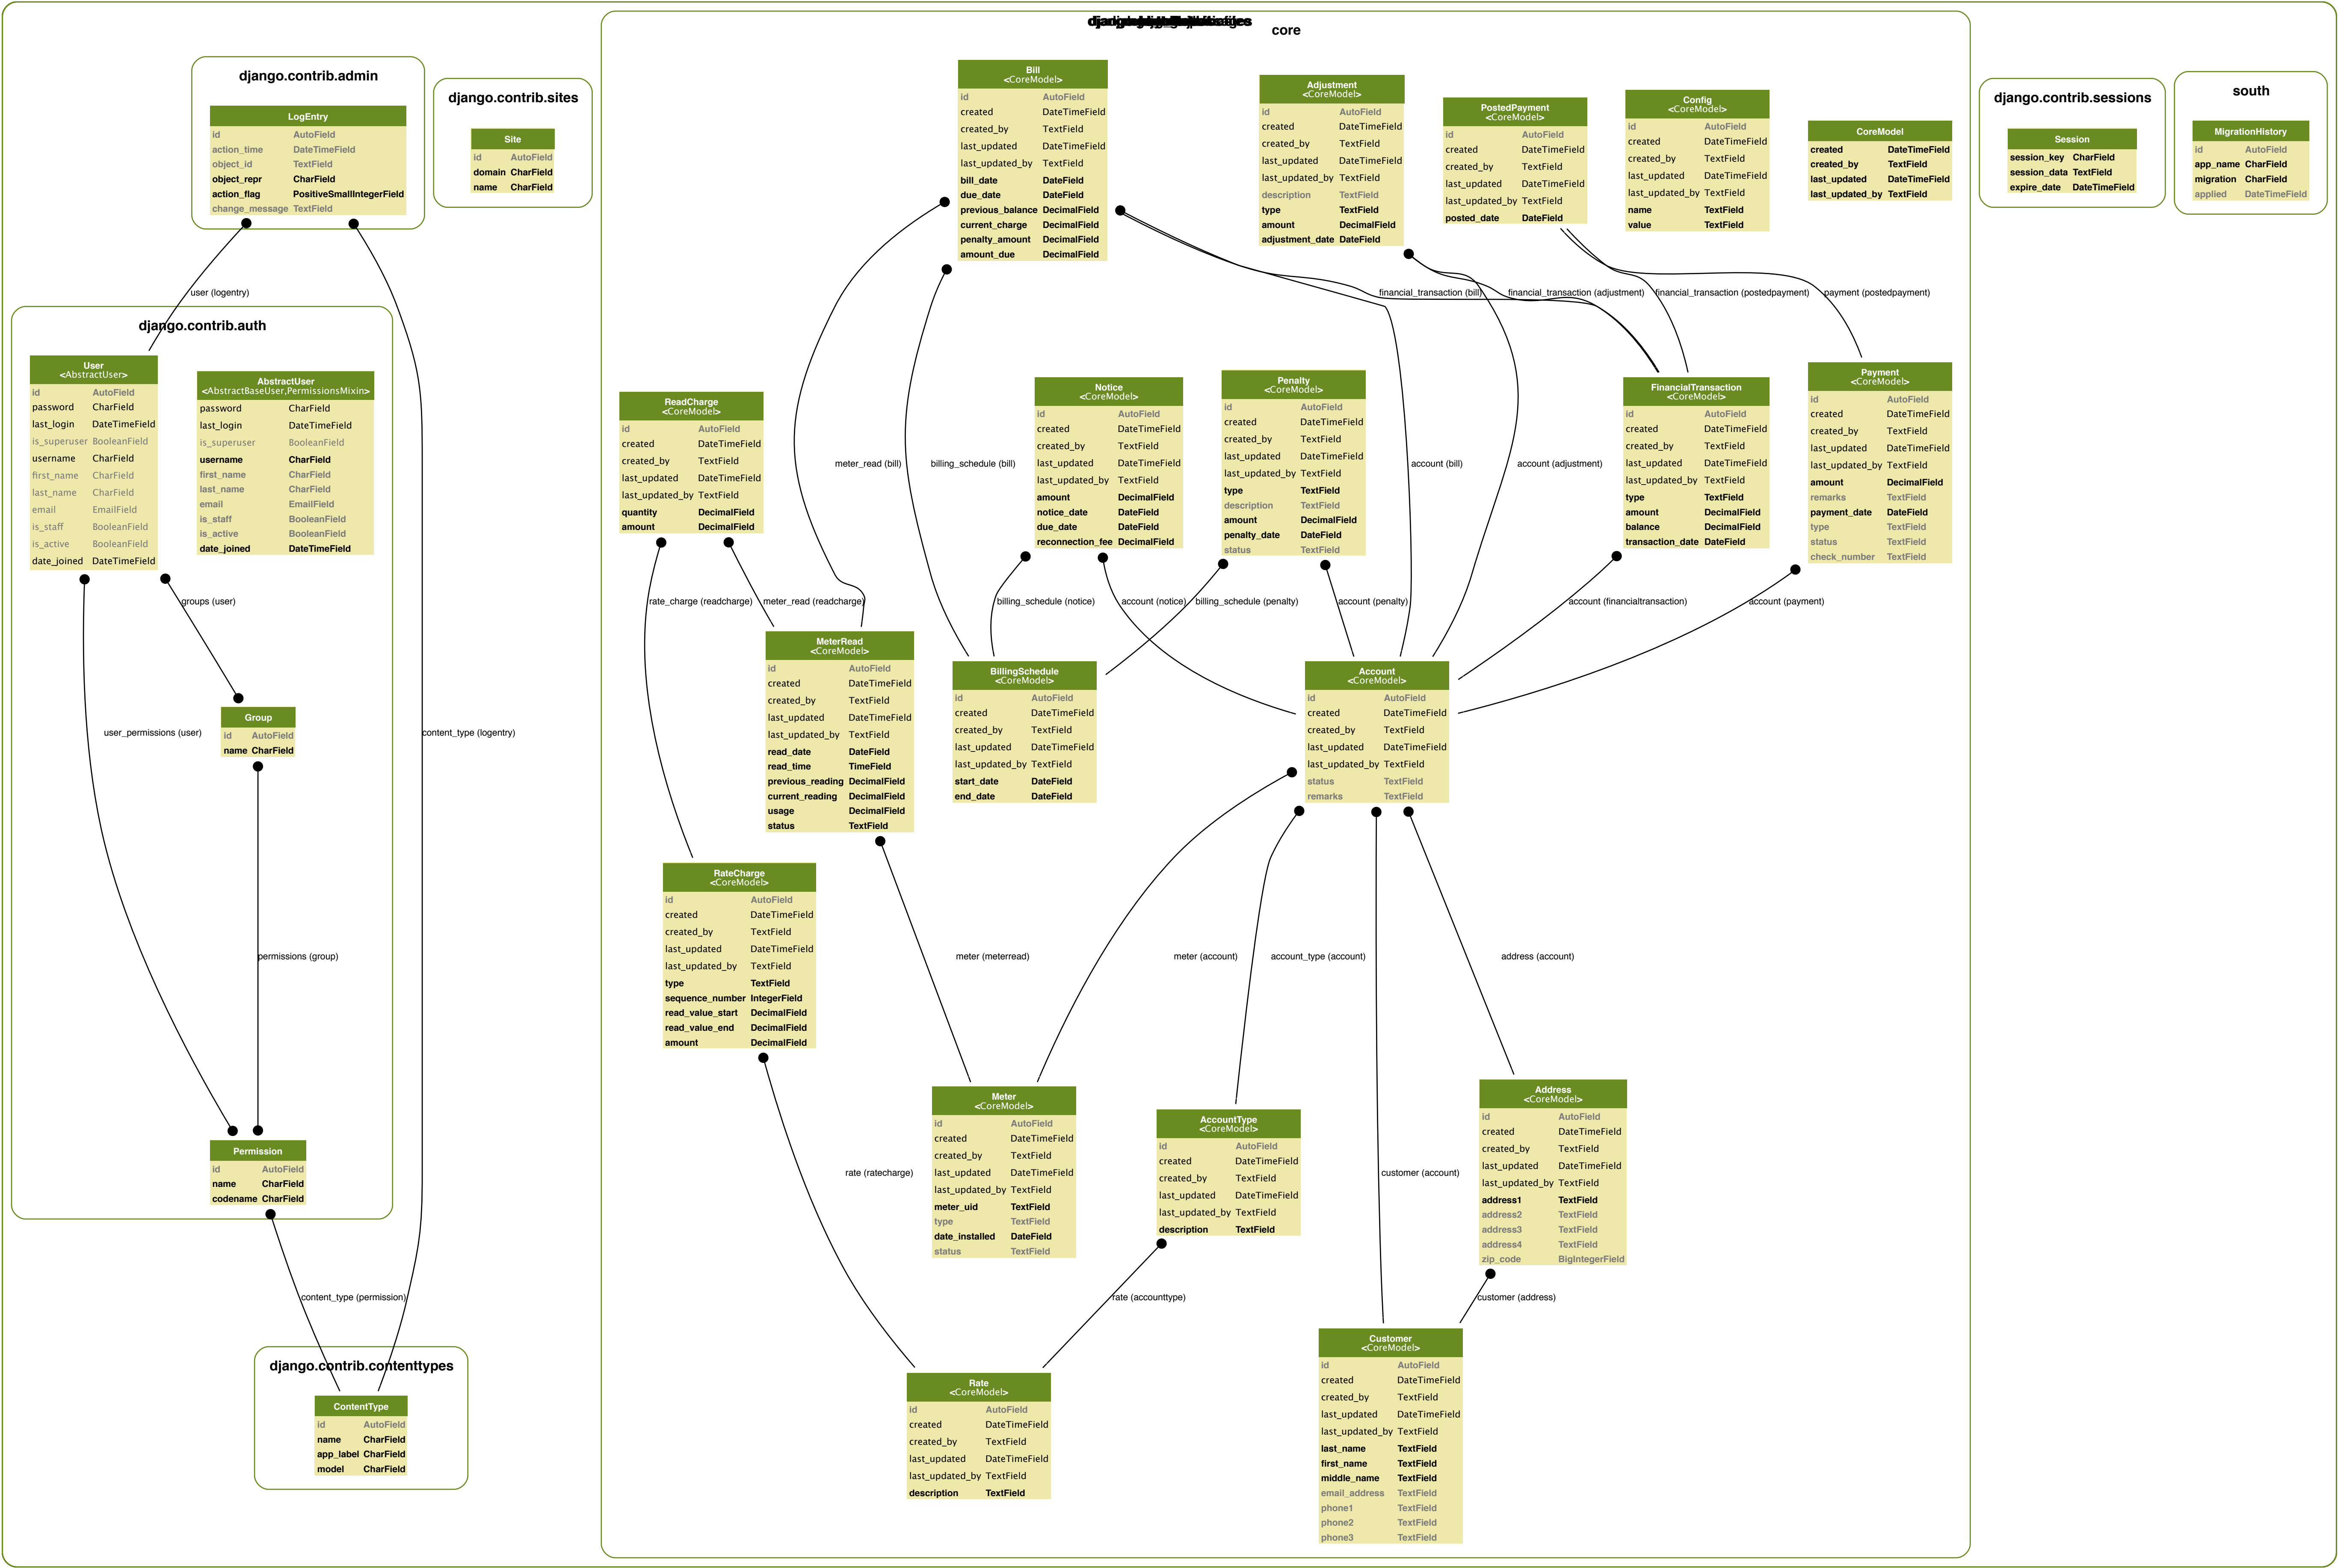 core
django.contrib.admin
LogEntry
id AutoField
action_time DateTimeField
object_id TextField
object_repr CharField
action_flag PositiveSmallIntegerField
change_message TextField
django.contrib.sites
Site
id AutoField
domain CharField
name CharField
Bill
<CoreModel>
id AutoField
created DateTimeField
created_by TextField
last_updated DateTimeField
last_updated_by TextField
bill_date DateField
due_date DateField
previous_balance DecimalField
current_charge DecimalField
penalty_amount DecimalField
amount_due DecimalField
Adjustment
<CoreModel>
id AutoField
created DateTimeField
created_by TextField
last_updated DateTimeField
last_updated_by TextField
description TextField
type TextField
amount DecimalField
adjustment_date DateField
PostedPayment
<CoreModel>
id AutoField
created DateTimeField
created_by TextField
last_updated DateTimeField
last_updated_by TextField
posted_date DateField
Config
<CoreModel>
id AutoField
created DateTimeField
created_by TextField
last_updated DateTimeField
last_updated_by TextField
name TextField
value TextField
CoreModel
created DateTimeField
created_by TextField
last_updated DateTimeField
last_updated_by TextField
django.contrib.sessions
Session
session_key CharField
session_data TextField
expire_date DateTimeField
south
MigrationHistory
id AutoField
app_name CharField
migration CharField
applied DateTimeField
user (logentry)
financial_transaction (bill)
financial_transaction (adjustment)
financial_transaction (postedpayment)
payment (postedpayment)
django.contrib.auth
User
<AbstractUser>
id AutoField
password CharField
last_login DateTimeField
is_superuser BooleanField
username CharField
first_name CharField
last_name CharField
email EmailField
is_staff BooleanField
is_active BooleanField
date_joined DateTimeField
AbstractUser
<AbstractBaseUser,PermissionsMixin>
password CharField
last_login DateTimeField
is_superuser BooleanField
username CharField
first_name CharField
last_name CharField
email EmailField
is_staff BooleanField
is_active BooleanField
date_joined DateTimeField
ReadCharge
<CoreModel>
id AutoField
created DateTimeField
created_by TextField
last_updated DateTimeField
last_updated_by TextField
quantity DecimalField
amount DecimalField
meter_read (bill)
billing_schedule (bill)
Notice
<CoreModel>
id AutoField
created DateTimeField
created_by TextField
last_updated DateTimeField
last_updated_by TextField
amount DecimalField
notice_date DateField
due_date DateField
reconnection_fee DecimalField
Penalty
<CoreModel>
id AutoField
created DateTimeField
created_by TextField
last_updated DateTimeField
last_updated_by TextField
type TextField
description TextField
amount DecimalField
penalty_date DateField
status TextField
account (bill)
account (adjustment)
FinancialTransaction
<CoreModel>
id AutoField
created DateTimeField
created_by TextField
last_updated DateTimeField
last_updated_by TextField
type TextField
amount DecimalField
balance DecimalField
transaction_date DateField
Payment
<CoreModel>
id AutoField
created DateTimeField
created_by TextField
last_updated DateTimeField
last_updated_by TextField
amount DecimalField
remarks TextField
payment_date DateField
type TextField
status TextField
check_number TextField
groups (user)
rate_charge (readcharge)
meter_read (readcharge)
billing_schedule (notice)
account (notice)
billing_schedule (penalty)
account (penalty)
account (financialtransaction)
account (payment)
user_permissions (user)
Group
id AutoField
name CharField
content_type (logentry)
MeterRead
<CoreModel>
id AutoField
created DateTimeField
created_by TextField
last_updated DateTimeField
last_updated_by TextField
read_date DateField
read_time TimeField
previous_reading DecimalField
current_reading DecimalField
usage DecimalField
status TextField
BillingSchedule
<CoreModel>
id AutoField
created DateTimeField
created_by TextField
last_updated DateTimeField
last_updated_by TextField
start_date DateField
end_date DateField
Account
<CoreModel>
id AutoField
created DateTimeField
created_by TextField
last_updated DateTimeField
last_updated_by TextField
status TextField
remarks TextField
RateCharge
<CoreModel>
id AutoField
created DateTimeField
created_by TextField
last_updated DateTimeField
last_updated_by TextField
type TextField
sequence_number IntegerField
read_value_start DecimalField
read_value_end DecimalField
amount DecimalField
permissions (group)
meter (meterread)
meter (account)
account_type (account)
address (account)
Permission
id AutoField
name CharField
codename CharField
Meter
<CoreModel>
id AutoField
created DateTimeField
created_by TextField
last_updated DateTimeField
last_updated_by TextField
meter_uid TextField
type TextField
date_installed DateField
status TextField
AccountType
<CoreModel>
id AutoField
created DateTimeField
created_by TextField
last_updated DateTimeField
last_updated_by TextField
description TextField
Address
<CoreModel>
id AutoField
created DateTimeField
created_by TextField
last_updated DateTimeField
last_updated_by TextField
address1 TextField
address2 TextField
address3 TextField
address4 TextField
zip_code BigIntegerField
rate (ratecharge)
customer (account)
content_type (permission)
rate (accounttype)
customer (address)
django.contrib.contenttypes
ContentType
id AutoField
name CharField
app_label CharField
model CharField
Rate
<CoreModel>
id AutoField
created DateTimeField
created_by TextField
last_updated DateTimeField
last_updated_by TextField
description TextField
Customer
<CoreModel>
id AutoField
created DateTimeField
created_by TextField
last_updated DateTimeField
last_updated_by TextField
last_name TextField
first_name TextField
middle_name TextField
email_address TextField
phone1 TextField
phone2 TextField
phone3 TextField